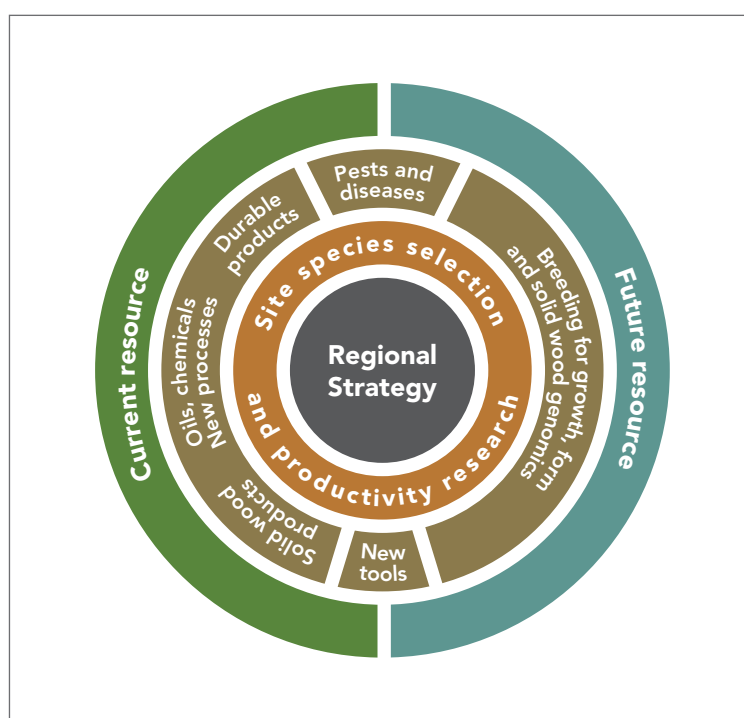 Current resource
Future resource
Pests and
diseases
Durable
products
Oils, chemicals
New processes
Solid wood
products
New
tools
Breeding for growth, form
and solid wood genomics
Site species selection
and productivity research
Regional
Strategy